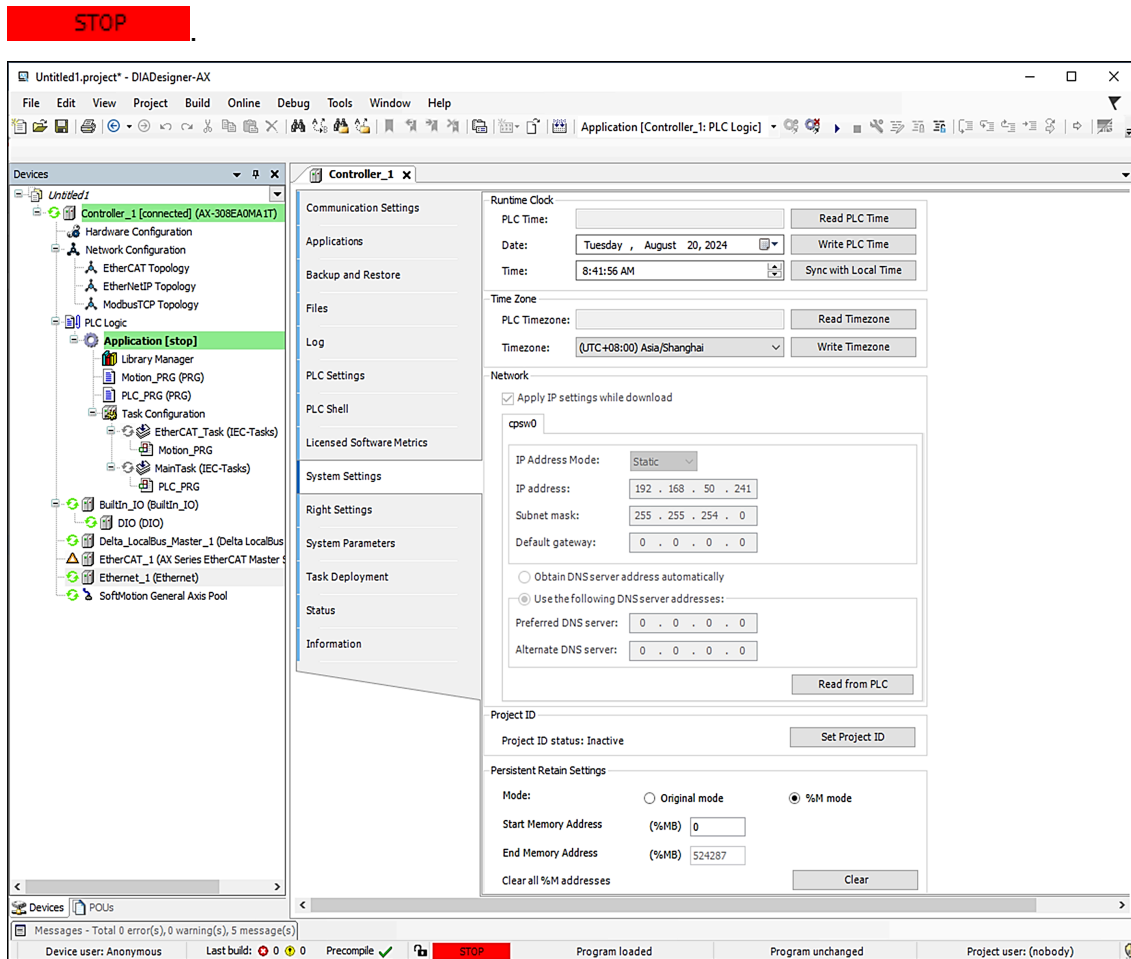 STOP.
Untitled1.project* - DIADesigner-AX
File Edit View Project Build Online Debug Tools Window Help
Application [Controller_1: PLC Logic]
Devices
Untitled1
Controller_1 [connected] (AX-308EA0MA1T)
Hardware Configuration
Network Configuration
EtherCAT Topology
EtherNetIP Topology
ModbusTCP Topology
PLC Logic
Application [stop]
Library Manager
Motion_PRG (PRG)
PLC_PRG (PRG)
Task Configuration
EtherCAT_Task (IEC-Tasks)
Motion_PRG
MainTask (IEC-Tasks)
PLC_PRG
BuiltIn_IO (BuiltIn_IO)
DIO (DIO)
Delta_LocalBus_Master_1 (Delta LocalBus
EtherCAT_1 (AX Series EtherCAT Master S
Ethernet_1 (Ethernet)
SoftMotion General Axis Pool
Devices POUs
Controller_1
Communication Settings
Applications
Backup and Restore
Files
Log
PLC Settings
PLC Shell
Licensed Software Metrics
System Settings
Right Settings
System Parameters
Task Deployment
Status
Information
Runtime Clock
PLC Time: Read PLC Time
Date: Tuesday , August 20, 2024 Write PLC Time
Time: 8:41:56 AM Sync with Local Time
Time Zone
PLC Timezone: Read Timezone
Timezone: (UTC+08:00) Asia/Shanghai Write Timezone
Network
Apply IP settings while download
cpsw0
IP Address Mode: Static
IP address: 192 . 168 . 50 . 241
Subnet mask: 255 . 255 . 254 . 0
Default gateway: 0 . 0 . 0 . 0
Obtain DNS server address automatically
Use the following DNS server addresses:
Preferred DNS server: 0 . 0 . 0 . 0
Alternate DNS server: 0 . 0 . 0 . 0
Read from PLC
Project ID
Project ID status: Inactive Set Project ID
Persistent Retain Settings
Mode: Original mode %M mode
Start Memory Address (%MB) 0
End Memory Address (%MB) 524287
Clear all %M addresses Clear
Messages - Total 0 error(s), 0 warning(s), 5 message(s)
Device user: Anonymous Last build: 0 0 Precompile STOP Program loaded Program unchanged Project user: (nobody)